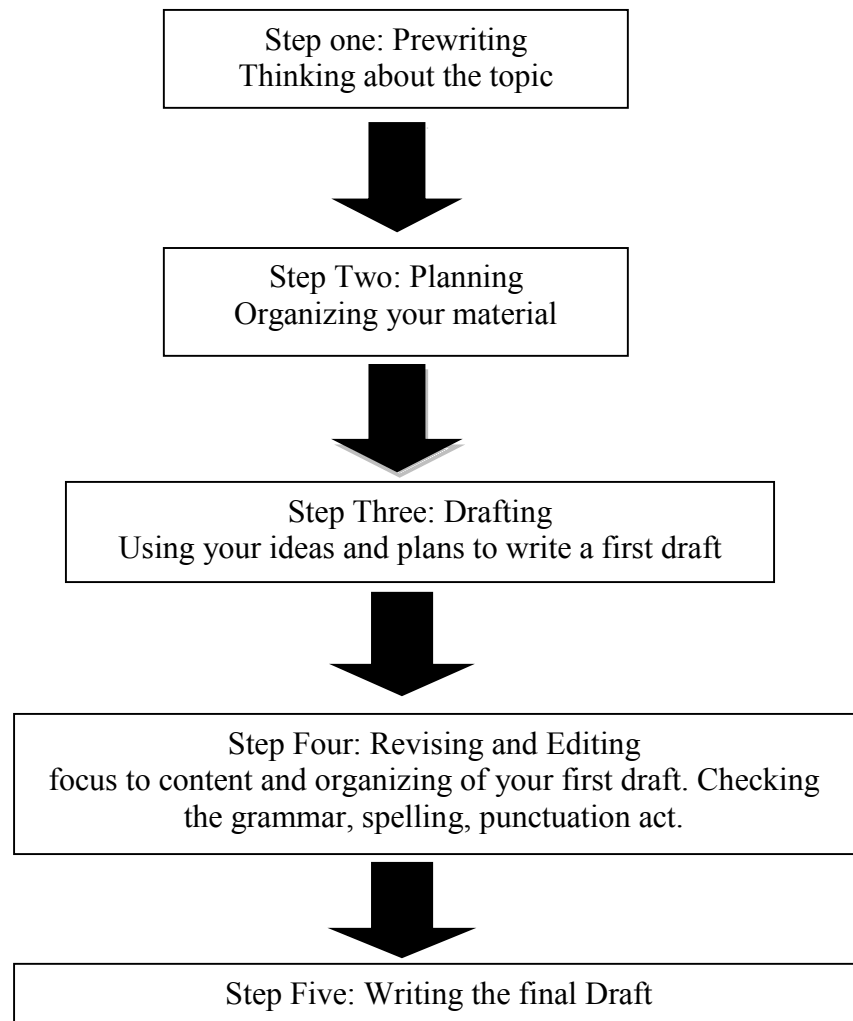 Step one: Prewriting
Thinking about the topic
Step Two: Planning
Organizing your material
Step Three: Drafting
Using your ideas and plans to write a first draft
Step Four: Revising and Editing
focus to content and organizing of your first draft. Checking
the grammar, spelling, punctuation act.
Step Five: Writing the final Draft